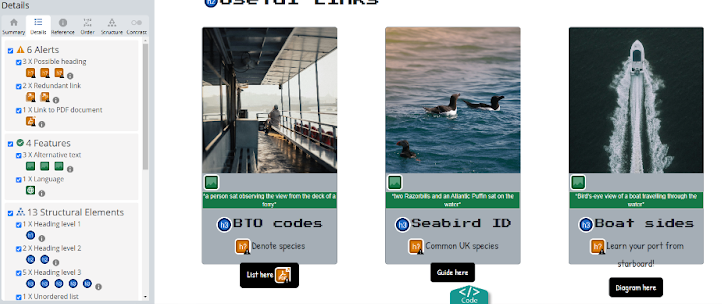 Details
Useful Links
Summary
Details
Reference
Order
Structure
Contrast
6 Alerts
3 X Possible heading
2 X Redundant link
1 X Link to PDF document
4 Features
3 X Alternative text
1 X Language
13 Structural Elements
1 X Heading level 1
2 X Heading level 2
5 X Heading level 3
1 X Unordered list
*a person sat observing the view from the deck of a
ferry*
h3 BTO codes
h? Denote species
List here
*two Razorbills and an Atlantic Puffin sat on the
water*
h3 Seabird ID
h? Common UK species
Guide here
</>
Code
*Bird's-eye view of a boat travelling through the
water*
h3 Boat sides
h? Learn your port from
starboard!
Diagram here